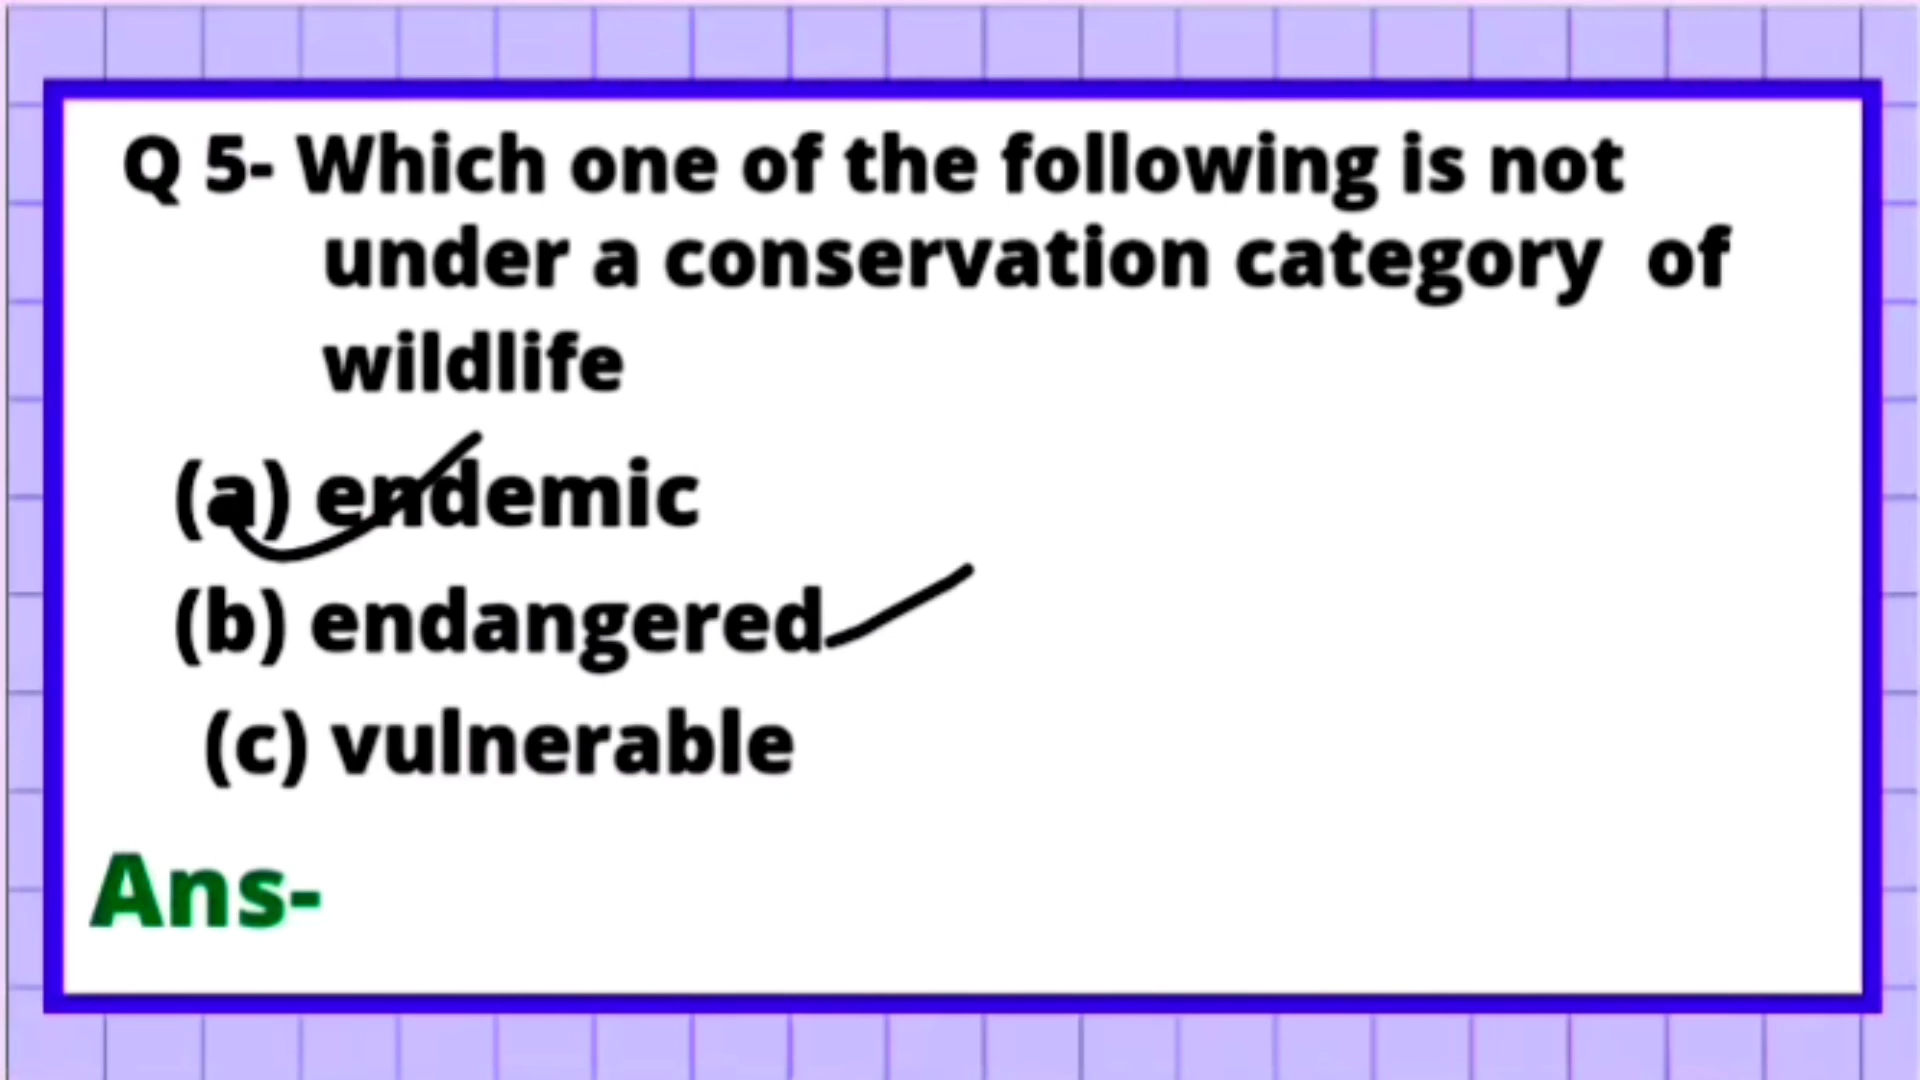 Q 5- Which one of the following is not
under a conservation category of
wildlife
(a) endemic
(b) endangered
(c) vulnerable
Ans-